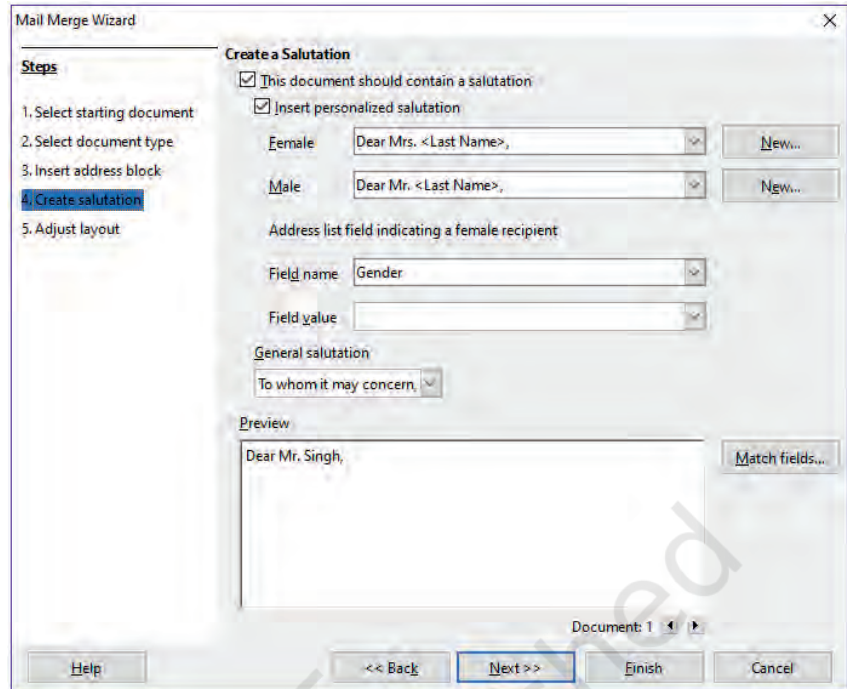 Mail Merge Wizard
Steps
1. Select starting document
2. Select document type
3. Insert address block
4. Create salutation
5. Adjust layout
Create a Salutation
This document should contain a salutation
Insert personalized salutation
Female Dear Mrs. <Last Name>, New...
Male Dear Mr. <Last Name>, New...
Address list field indicating a female recipient
Field name Gender
Field value
General salutation
To whom it may concern,
Preview
Dear Mr. Singh,
Match fields...
Document: 1
Help << Back Next >> Finish Cancel